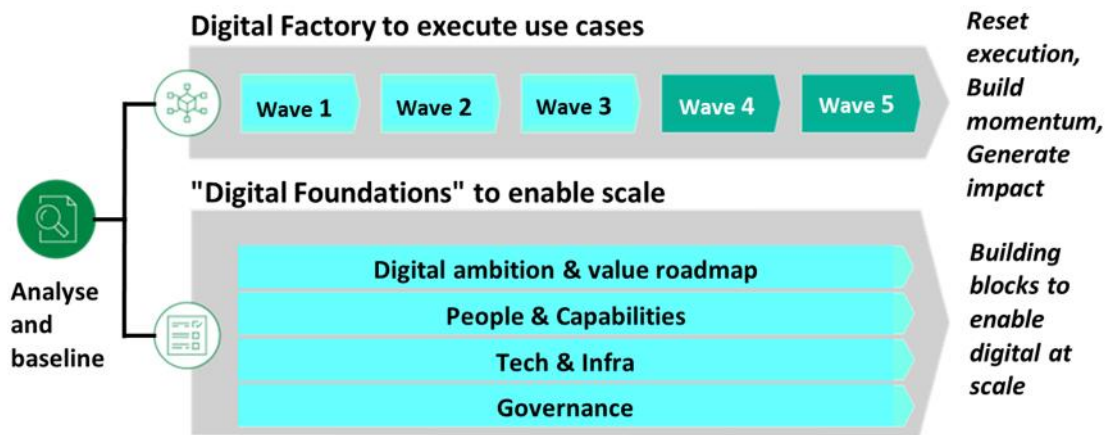 Digital Factory to execute use cases
Wave 1
Wave 2
Wave 3
Wave 4
Wave 5
Reset
execution,
Build
momentum,
Generate
impact
Analyse
and
baseline
"Digital Foundations" to enable scale
Digital ambition & value roadmap
People & Capabilities
Tech & Infra
Governance
Building
blocks to
enable
digital at
scale